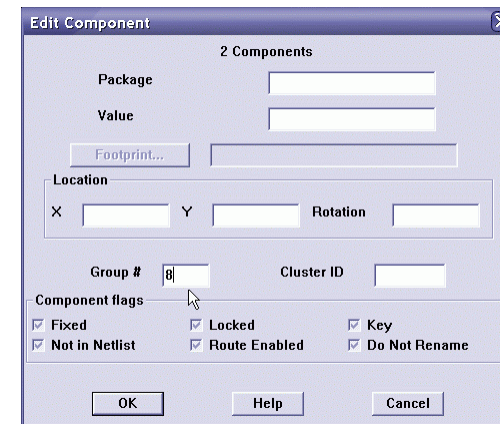 Edit Component
2 Components
Package
Value
Footprint...
Location
X Y Rotation
Group # 8 Cluster ID
Component flags
Fixed Locked Key
Not in Netlist Route Enabled Do Not Rename
OK Help Cancel